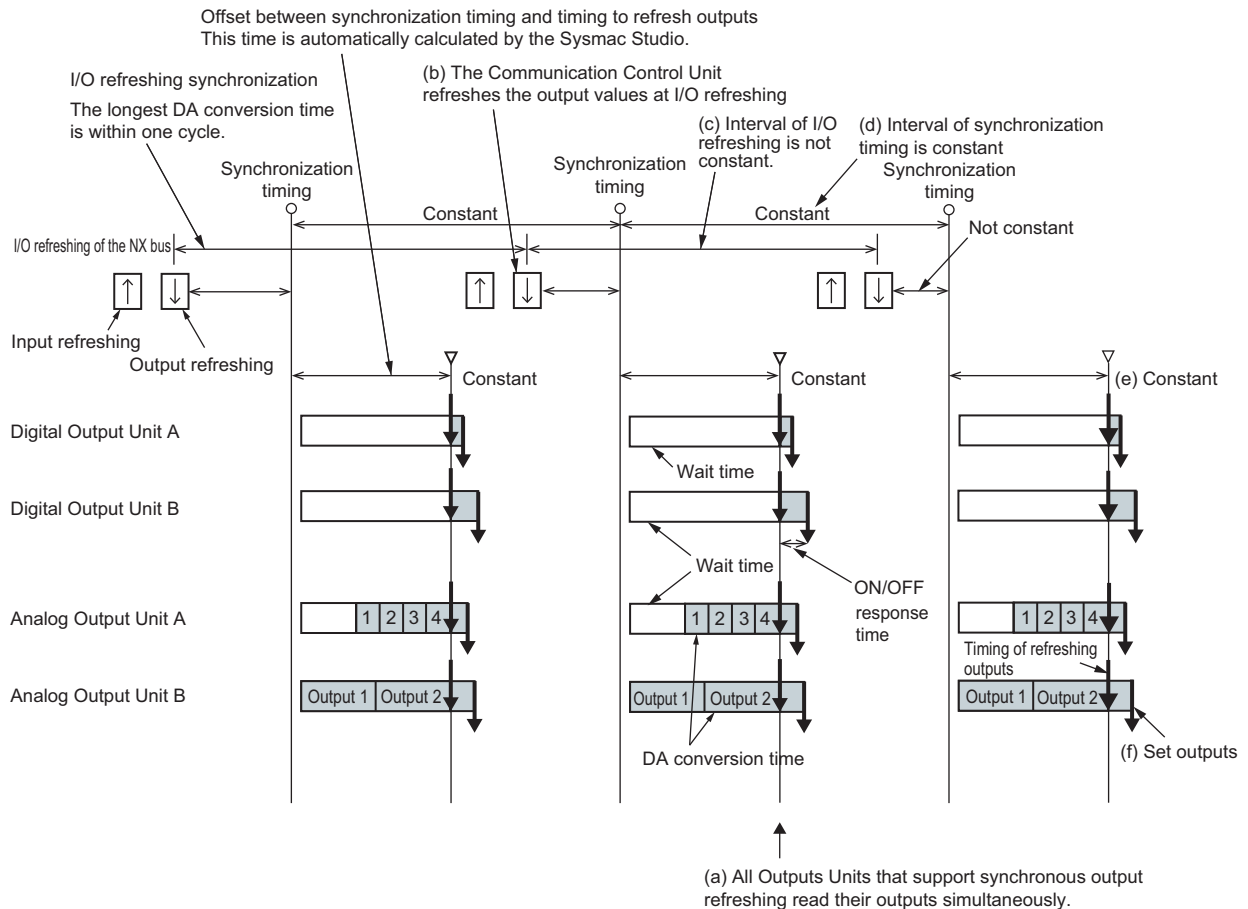 Offset between synchronization timing and timing to refresh outputs
This time is automatically calculated by the Sysmac Studio.
I/O refreshing synchronization
The longest DA conversion time
is within one cycle.
(b) The Communication Control Unit
refreshes the output values at I/O refreshing
(c) Interval of I/O
refreshing is not
constant.
(d) Interval of synchronization
timing is constant
Synchronization
timing
Synchronization
timing
Synchronization
timing
Constant
Constant
Not constant
I/O refreshing of the NX bus
↑
↓
↑
↓
↑
↓
Input refreshing
Output refreshing
Constant
Constant
(e) Constant
Digital Output Unit A
Wait time
Digital Output Unit B
Wait time
ON/OFF
response
time
Analog Output Unit A
1 2 3 4
1 2 3 4
1 2 3 4
Timing of refreshing
outputs
Analog Output Unit B
Output 1 Output 2
Output 1 Output 2
Output 1 Output 2
DA conversion time
(f) Set outputs
(a) All Outputs Units that support synchronous output
refreshing read their outputs simultaneously.